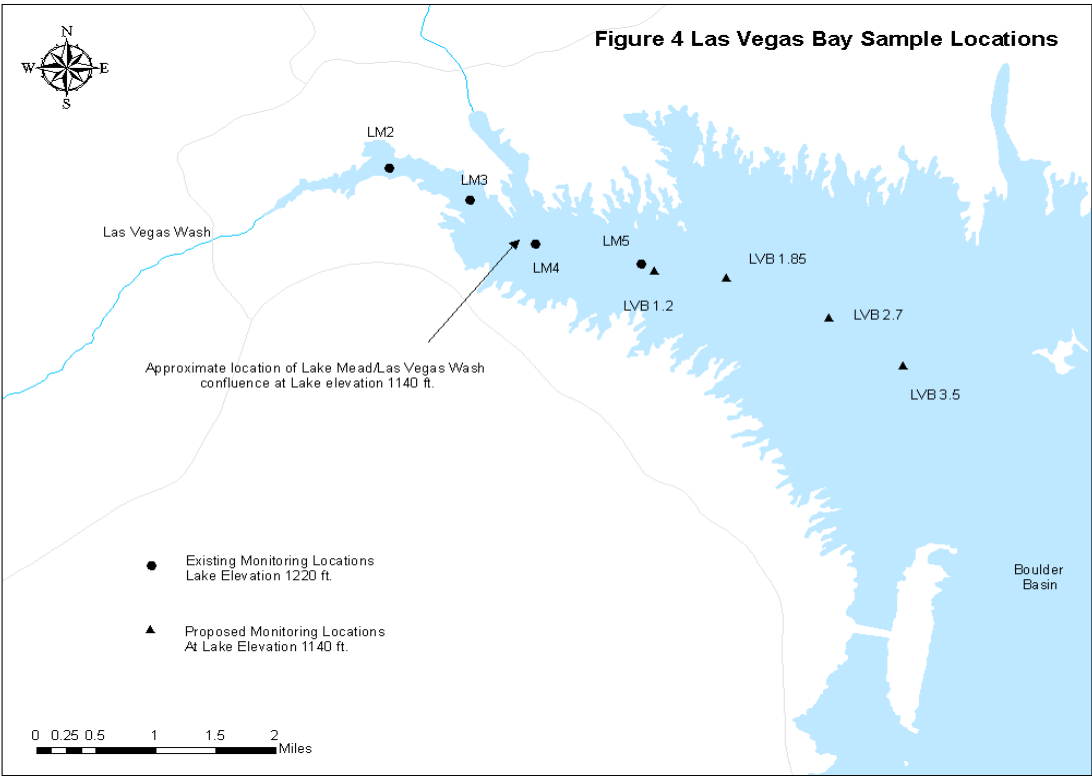 Figure 4 Las Vegas Bay Sample Locations
N
W E
S
LM2
LM3
Las Vegas Wash
LM4
LM5
LVB 1.2
LVB 1.85
LVB 2.7
LVB 3.5
Approximate location of Lake Mead/Las Vegas Wash
confluence at Lake elevation 1140 ft.
Existing Monitoring Locations
Lake Elevation 1220 ft.
Proposed Monitoring Locations
At Lake Elevation 1140 ft.
Boulder
Basin
0 0.25 0.5 1 1.5 2
Miles